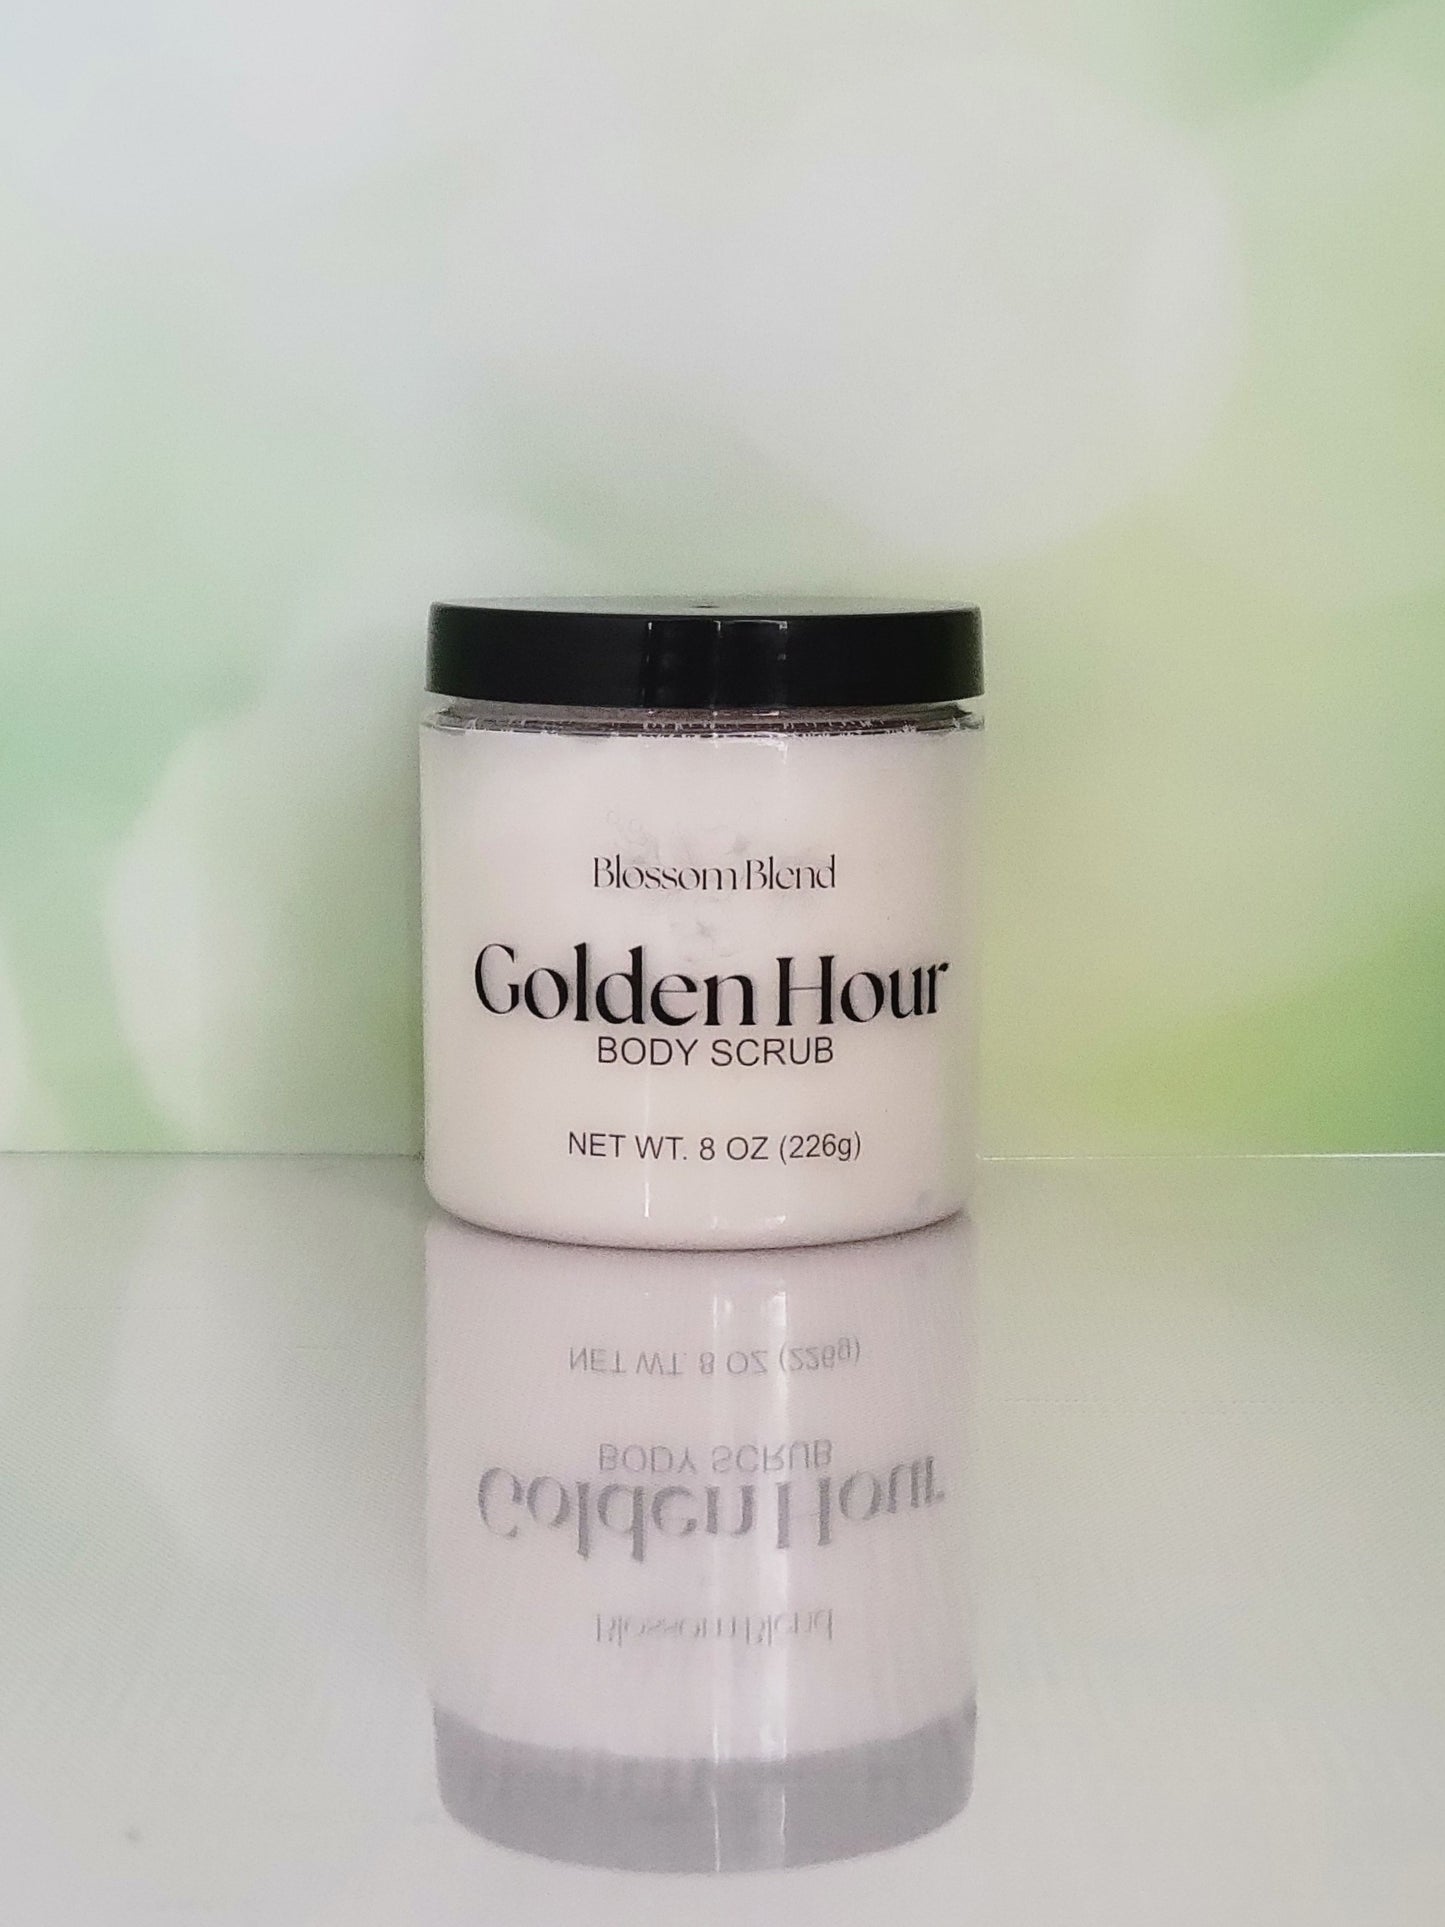 Blossom Blend
Golden Hour
BODY SCRUB
NET WT. 8 OZ (226g)